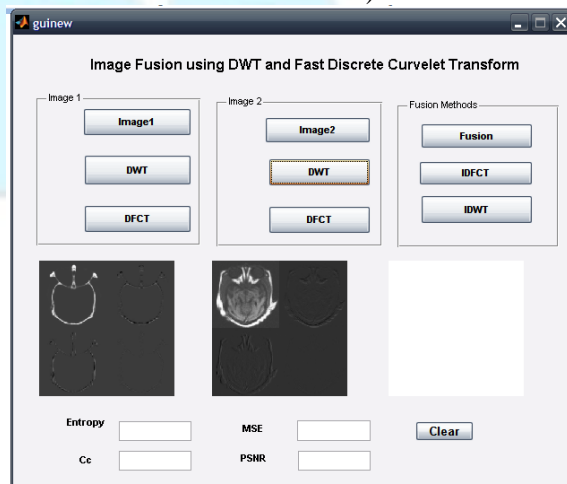 guinew
Image Fusion using DWT and Fast Discrete Curvelet Transform
Image 1
Image1
DWT
DFCT
Image 2
Image2
DWT
DFCT
Fusion Methods
Fusion
IDFCT
IDWT
Entropy
MSE
Clear
Cc
PSNR